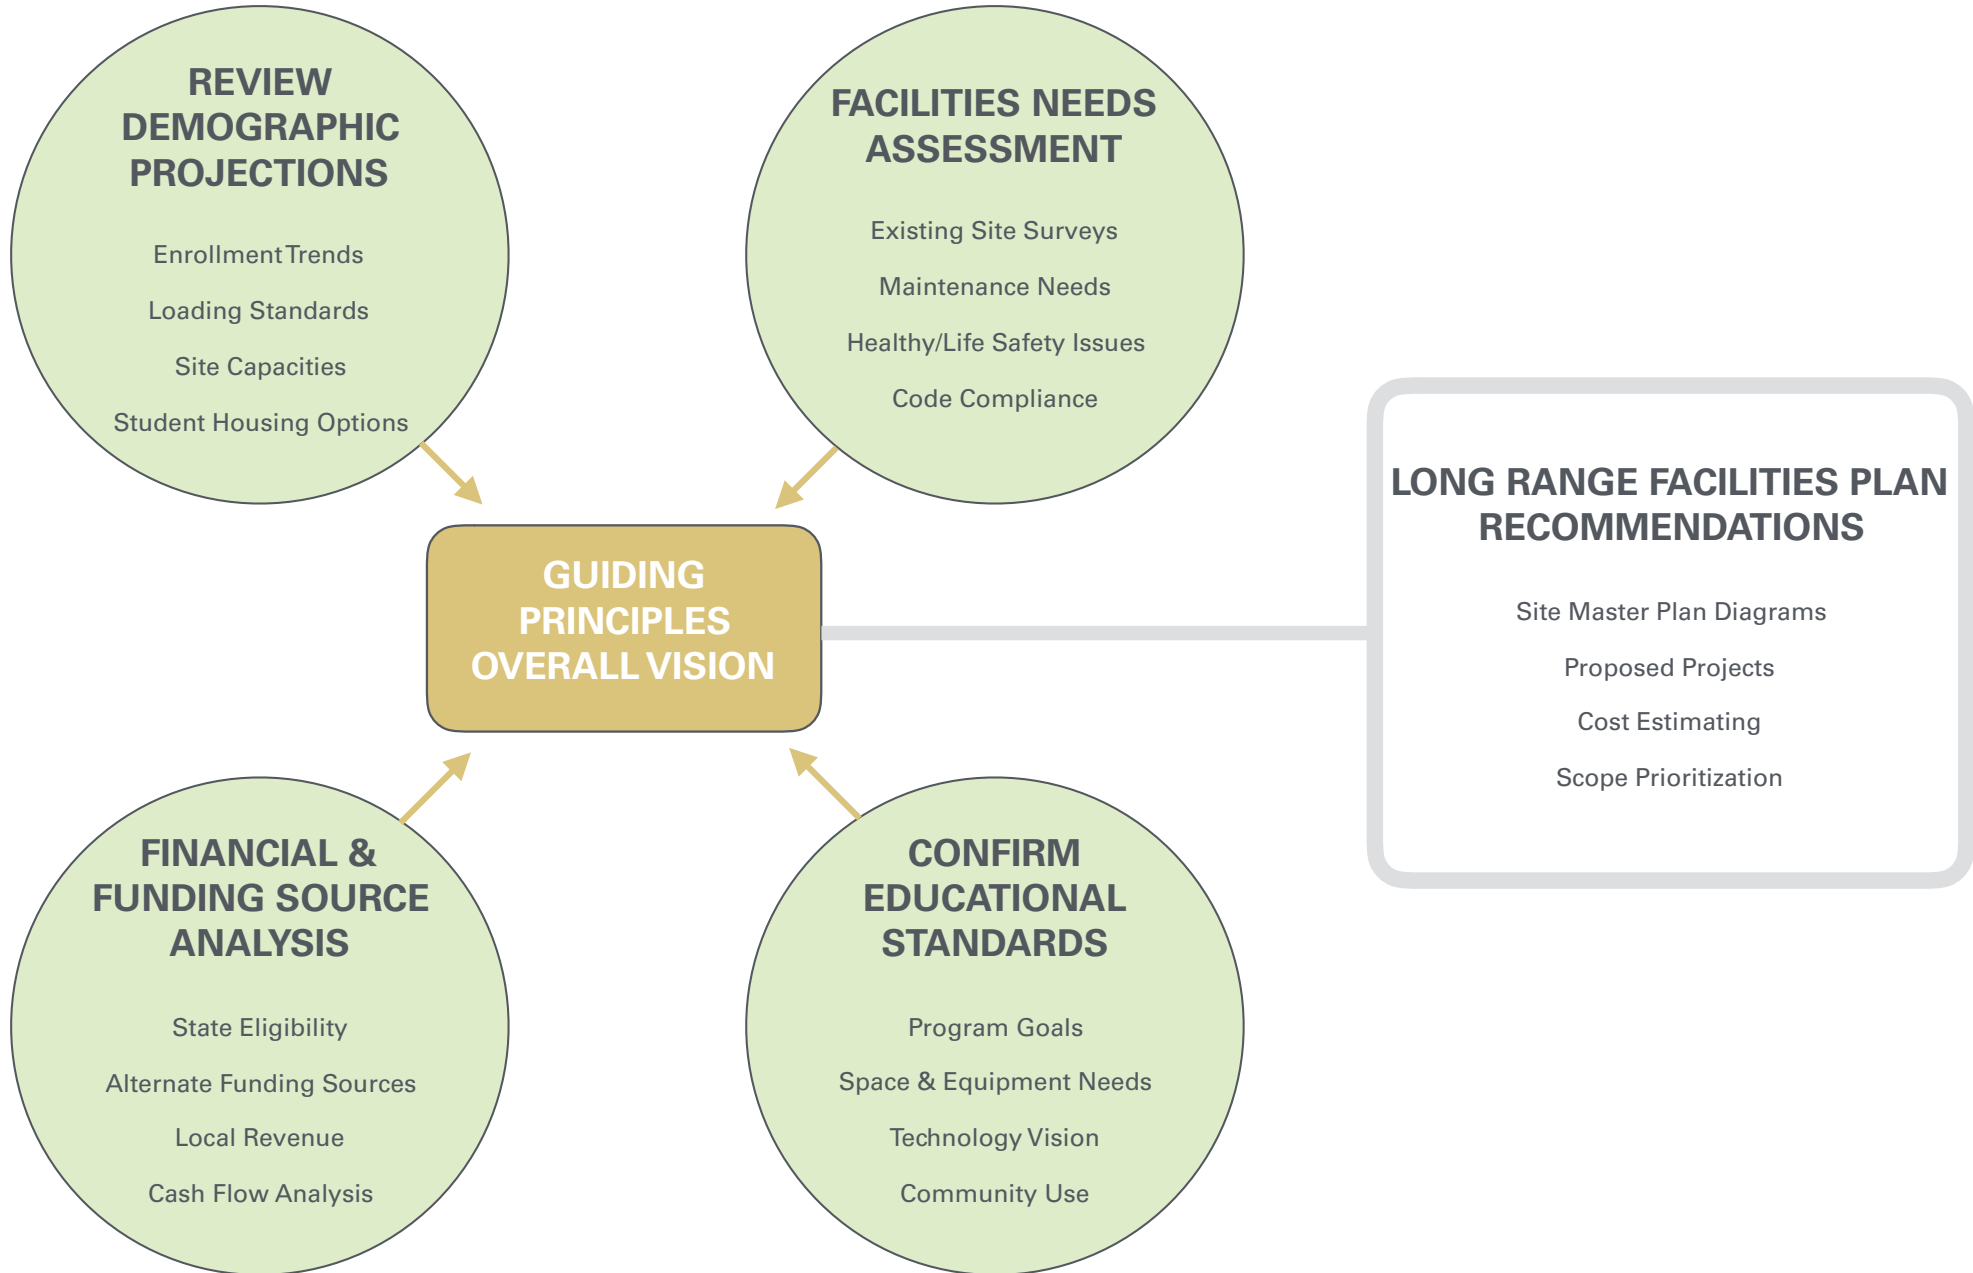 REVIEW
DEMOGRAPHIC
PROJECTIONS
Enrollment Trends
Loading Standards
Site Capacities
Student Housing Options
FACILITIES NEEDS
ASSESSMENT
Existing Site Surveys
Maintenance Needs
Healthy/Life Safety Issues
Code Compliance
GUIDING
PRINCIPLES
OVERALL VISION
LONG RANGE FACILITIES PLAN
RECOMMENDATIONS
Site Master Plan Diagrams
Proposed Projects
Cost Estimating
Scope Prioritization
FINANCIAL &
FUNDING SOURCE
ANALYSIS
State Eligibility
Alternate Funding Sources
Local Revenue
Cash Flow Analysis
CONFIRM
EDUCATIONAL
STANDARDS
Program Goals
Space & Equipment Needs
Technology Vision
Community Use